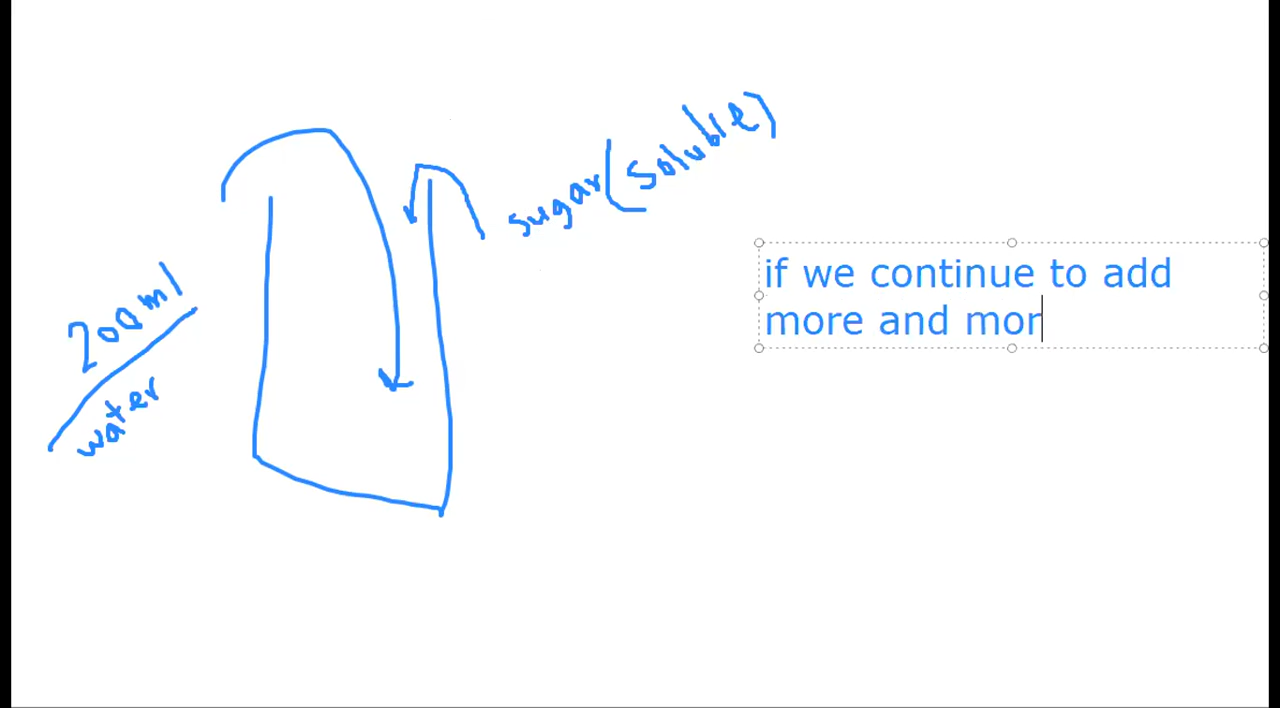 200ml
water
sugar(Soluble)
if we continue to add
more and mor